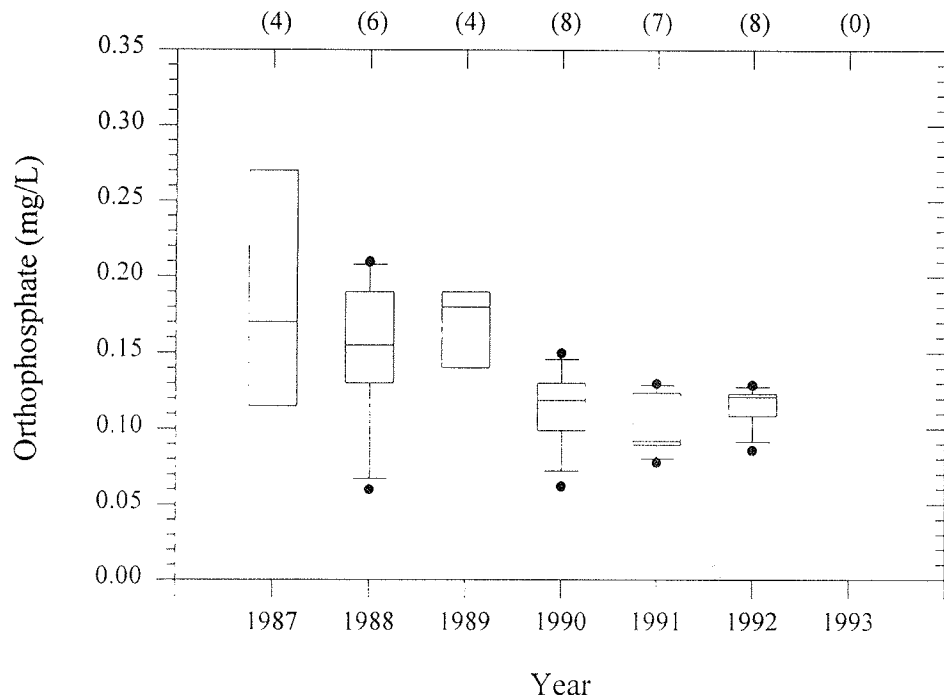 (4) (6) (4) (8) (7) (8) (0)
0.35
0.30
0.25
0.20
0.15
0.10
0.05
0.00
Orthophosphate (mg/L)
1987 1988 1989 1990 1991 1992 1993
Year